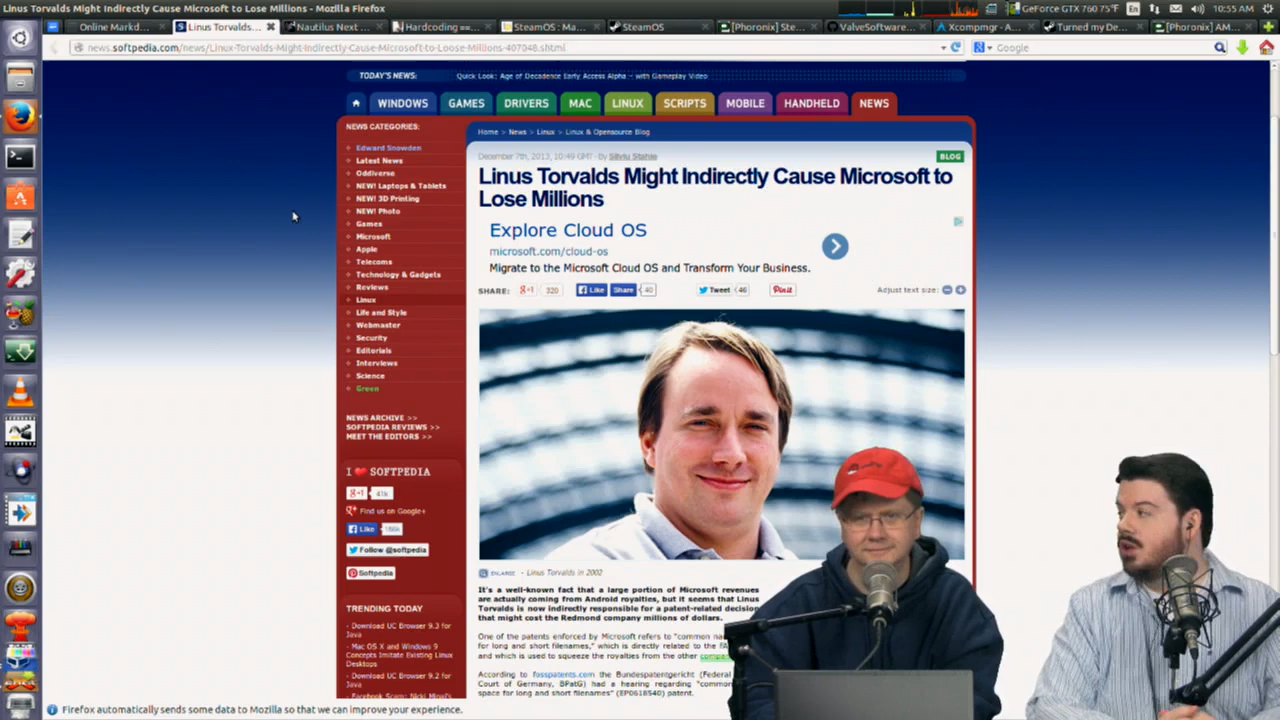 Linus Torvalds Might Indirectly Cause Microsoft to Lose Millions - Mozilla Firefox
GeForce GTX 760 75°F
En
10:55 AM
Online Markd
Linus Torvalds...
Nautilus Next ...
Hardcoding ==...
SteamOS : Ma...
SteamOS
[Phoronix] Ste...
ValveSoftware...
Xcompmgr - A...
Turned my De...
[Phoronix] AM...
news.softpedia.com/news/Linus-Torvalds-Might-Indirectly-Cause-Microsoft-to-Loose-Millions-407048.shtml
Google
TODAY'S NEWS:
Quick Look: Age of Decadence Early Access Alpha - with Gameplay Video
WINDOWS
GAMES
DRIVERS
MAC
LINUX
SCRIPTS
MOBILE
HANDHELD
NEWS
NEWS CATEGORIES:
Edward Snowden
Latest News
Oddiverse
NEW! Laptops & Tablets
NEW! 3D Printing
NEW! Photo
Games
Microsoft
Apple
Telecoms
Technology & Gadgets
Reviews
Linux
Life and Style
Webmaster
Security
Editorials
Interviews
Science
Green
NEWS ARCHIVE >>
SOFTPEDIA REVIEWS >>
MEET THE EDITORS >>
I SOFTPEDIA
g+1 41k
Find us on Google+
Like
Follow @softpedia
Softpedia
TRENDING TODAY
- Download UC Browser 9.3 for
Java
- Mac OS X and Windows 9
Concepts Imitate Existing Linux
Desktops
- Download UC Browser 9.2 for
Java
- Facebook Scam: Nicki Minaj's
Home > News > Linux > Linux & Opensource Blog
December 7th, 2013, 10:49 GMT · By Silviu Stahie
BLOG
Linus Torvalds Might Indirectly Cause Microsoft to
Lose Millions
Explore Cloud OS
microsoft.com/cloud-os
Migrate to the Microsoft Cloud OS and Transform Your Business.
SHARE:
g+1 320
Like Share 40
Tweet 46
Pin it
Adjust text size:
ENLARGE - Linus Torvalds in 2002
It's a well-known fact that a large portion of Microsoft revenues
are actually coming from Android royalties, but it seems that Linus
Torvalds is now indirectly responsible for a patent-related decision
that might cost the Redmond company millions of dollars.
One of the patents enforced by Microsoft refers to "common na
for long and short filenames," which is directly related to the FA
and which is used to squeeze the royalties from the other
According to fosspatents.com the Bundespatentgericht (Federal
Court of Germany, BPatG) had a hearing regarding "common
space for long and short filenames" (EP0618540) patent.
Firefox automatically sends some data to Mozilla so that we can improve your experience.